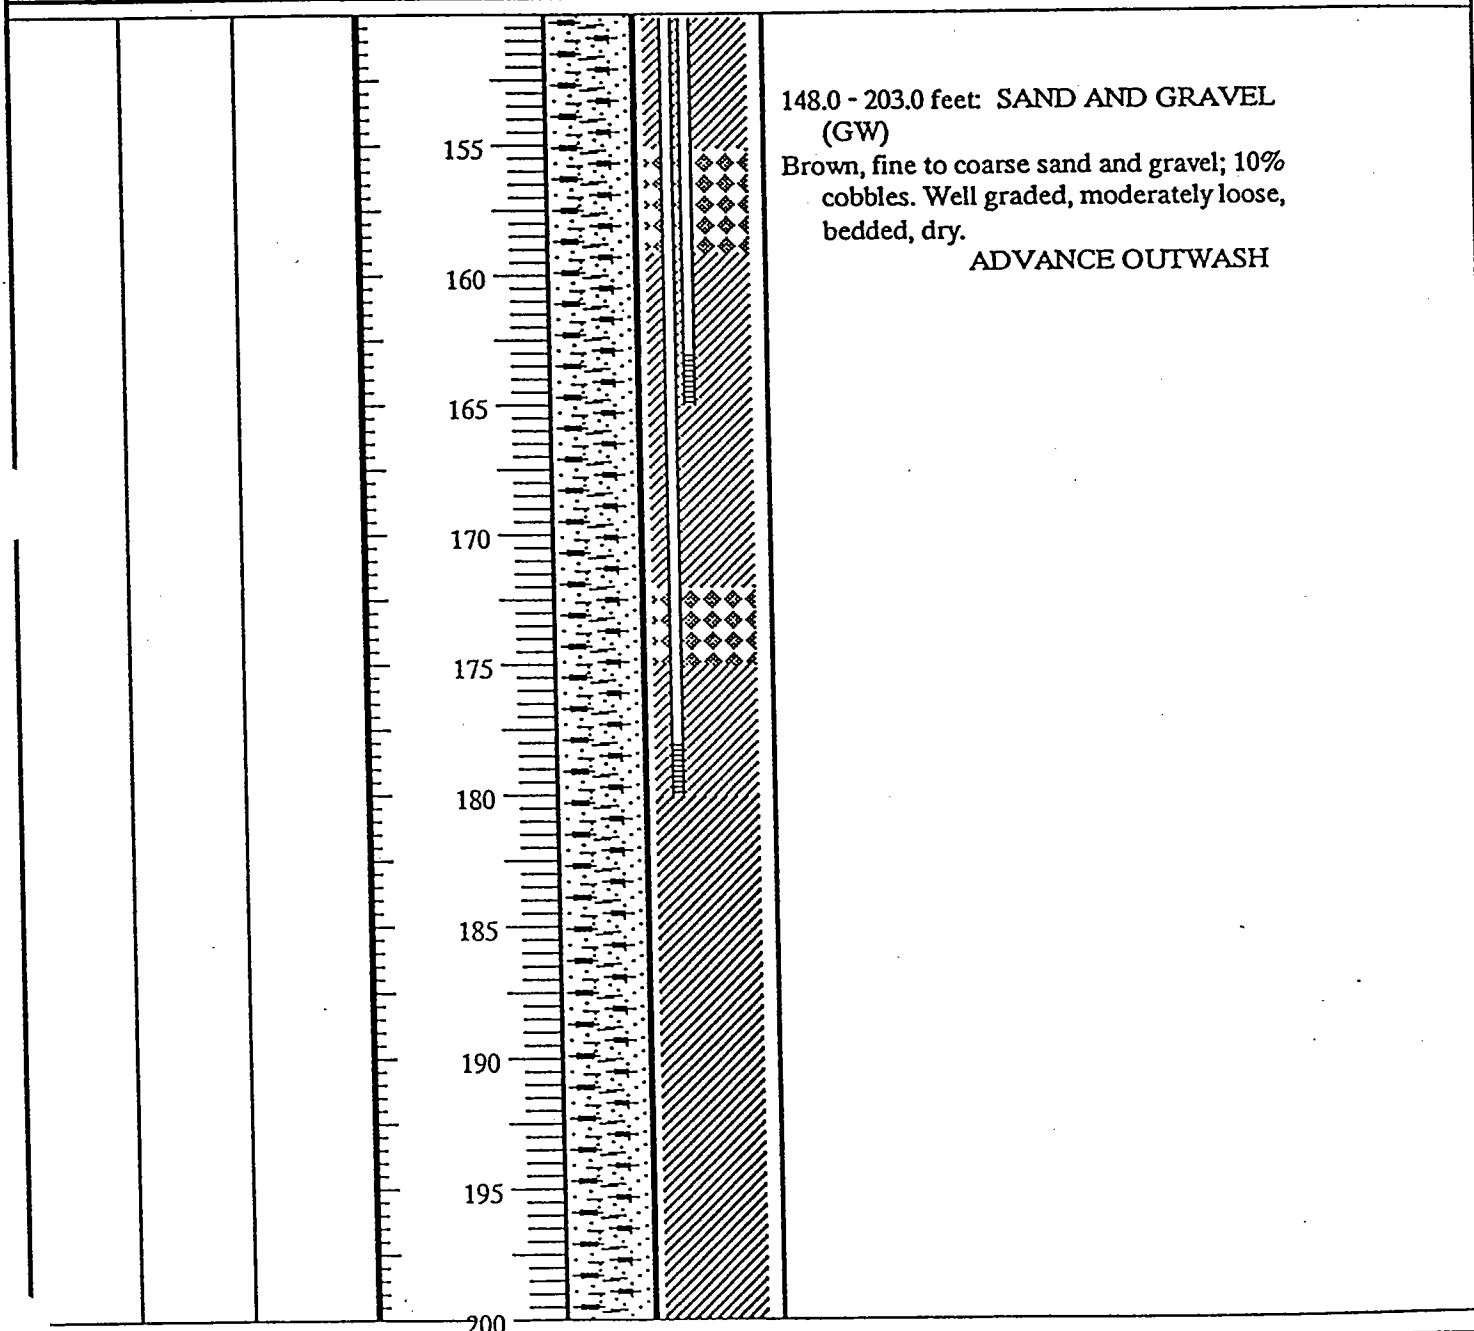 148.0 - 203.0 feet: SAND AND GRAVEL
(GW)
Brown, fine to coarse sand and gravel; 10%
cobbles. Well graded, moderately loose,
bedded, dry.
ADVANCE OUTWASH
155
160
165
170
175
180
185
190
195
200